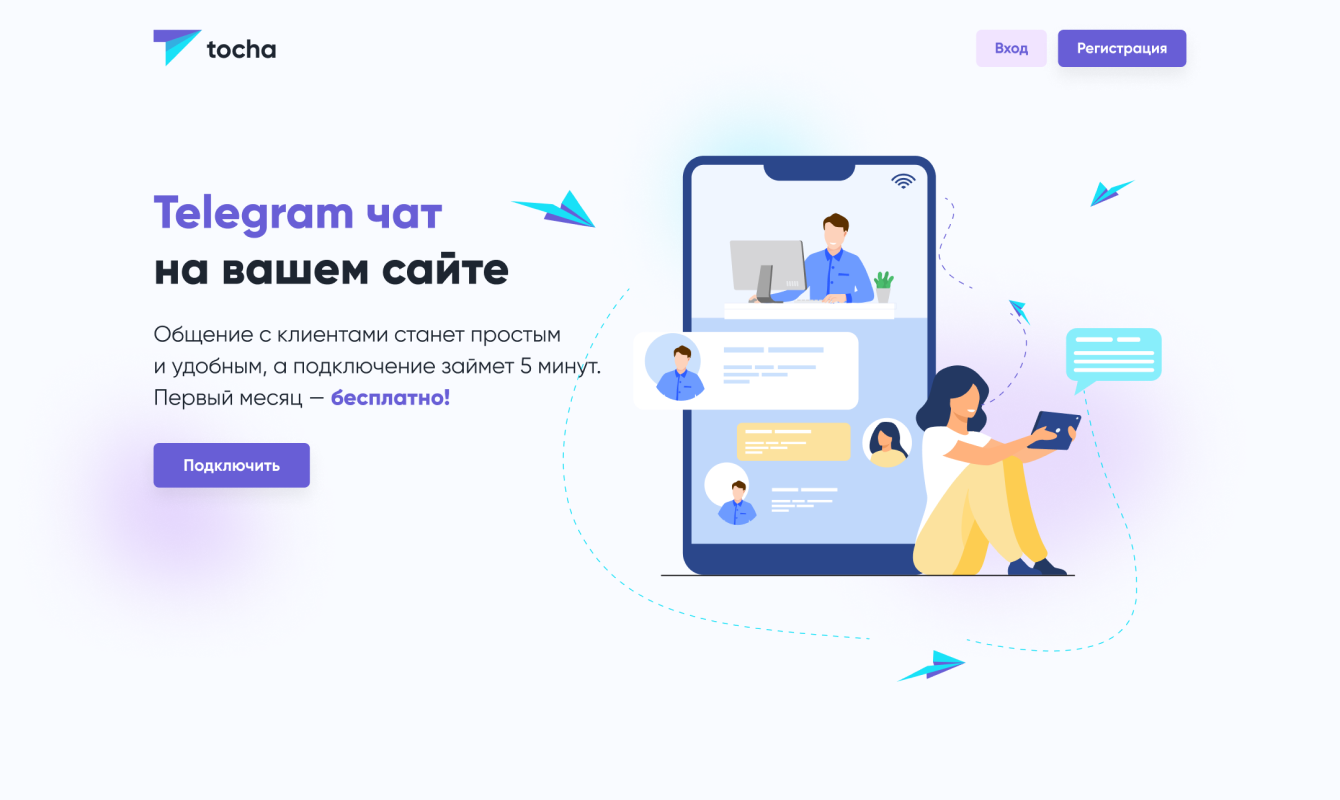 tocha
Вход
Регистрация
Telegram чат
на вашем сайте
Общение с клиентами станет простым
и удобным, а подключение займет 5 минут.
Первый месяц — бесплатно!
Подключить